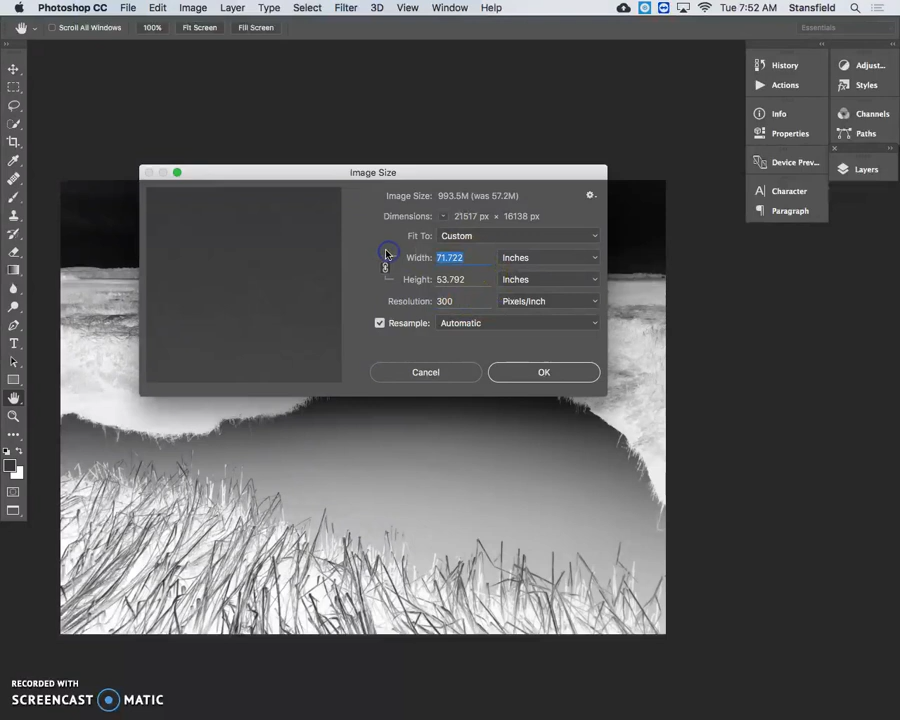 Photoshop CC File Edit Image Layer Type Select Filter 3D View Window Help Tue 7:52 AM Stansfield
Scroll All Windows 100% Fit Screen Fill Screen Essentials
History
Actions
Info
Properties
Device Prev...
Character
Paragraph
Adjust...
Styles
Channels
Paths
Layers
Image Size
Image Size: 993.5M (was 57.2M)
Dimensions: 21517 px × 16138 px
Fit To: Custom
Width: 71.722 Inches
Height: 53.792 Inches
Resolution: 300 Pixels/Inch
Resample: Automatic
Cancel OK
RECORDED WITH
SCREENCAST MATIC